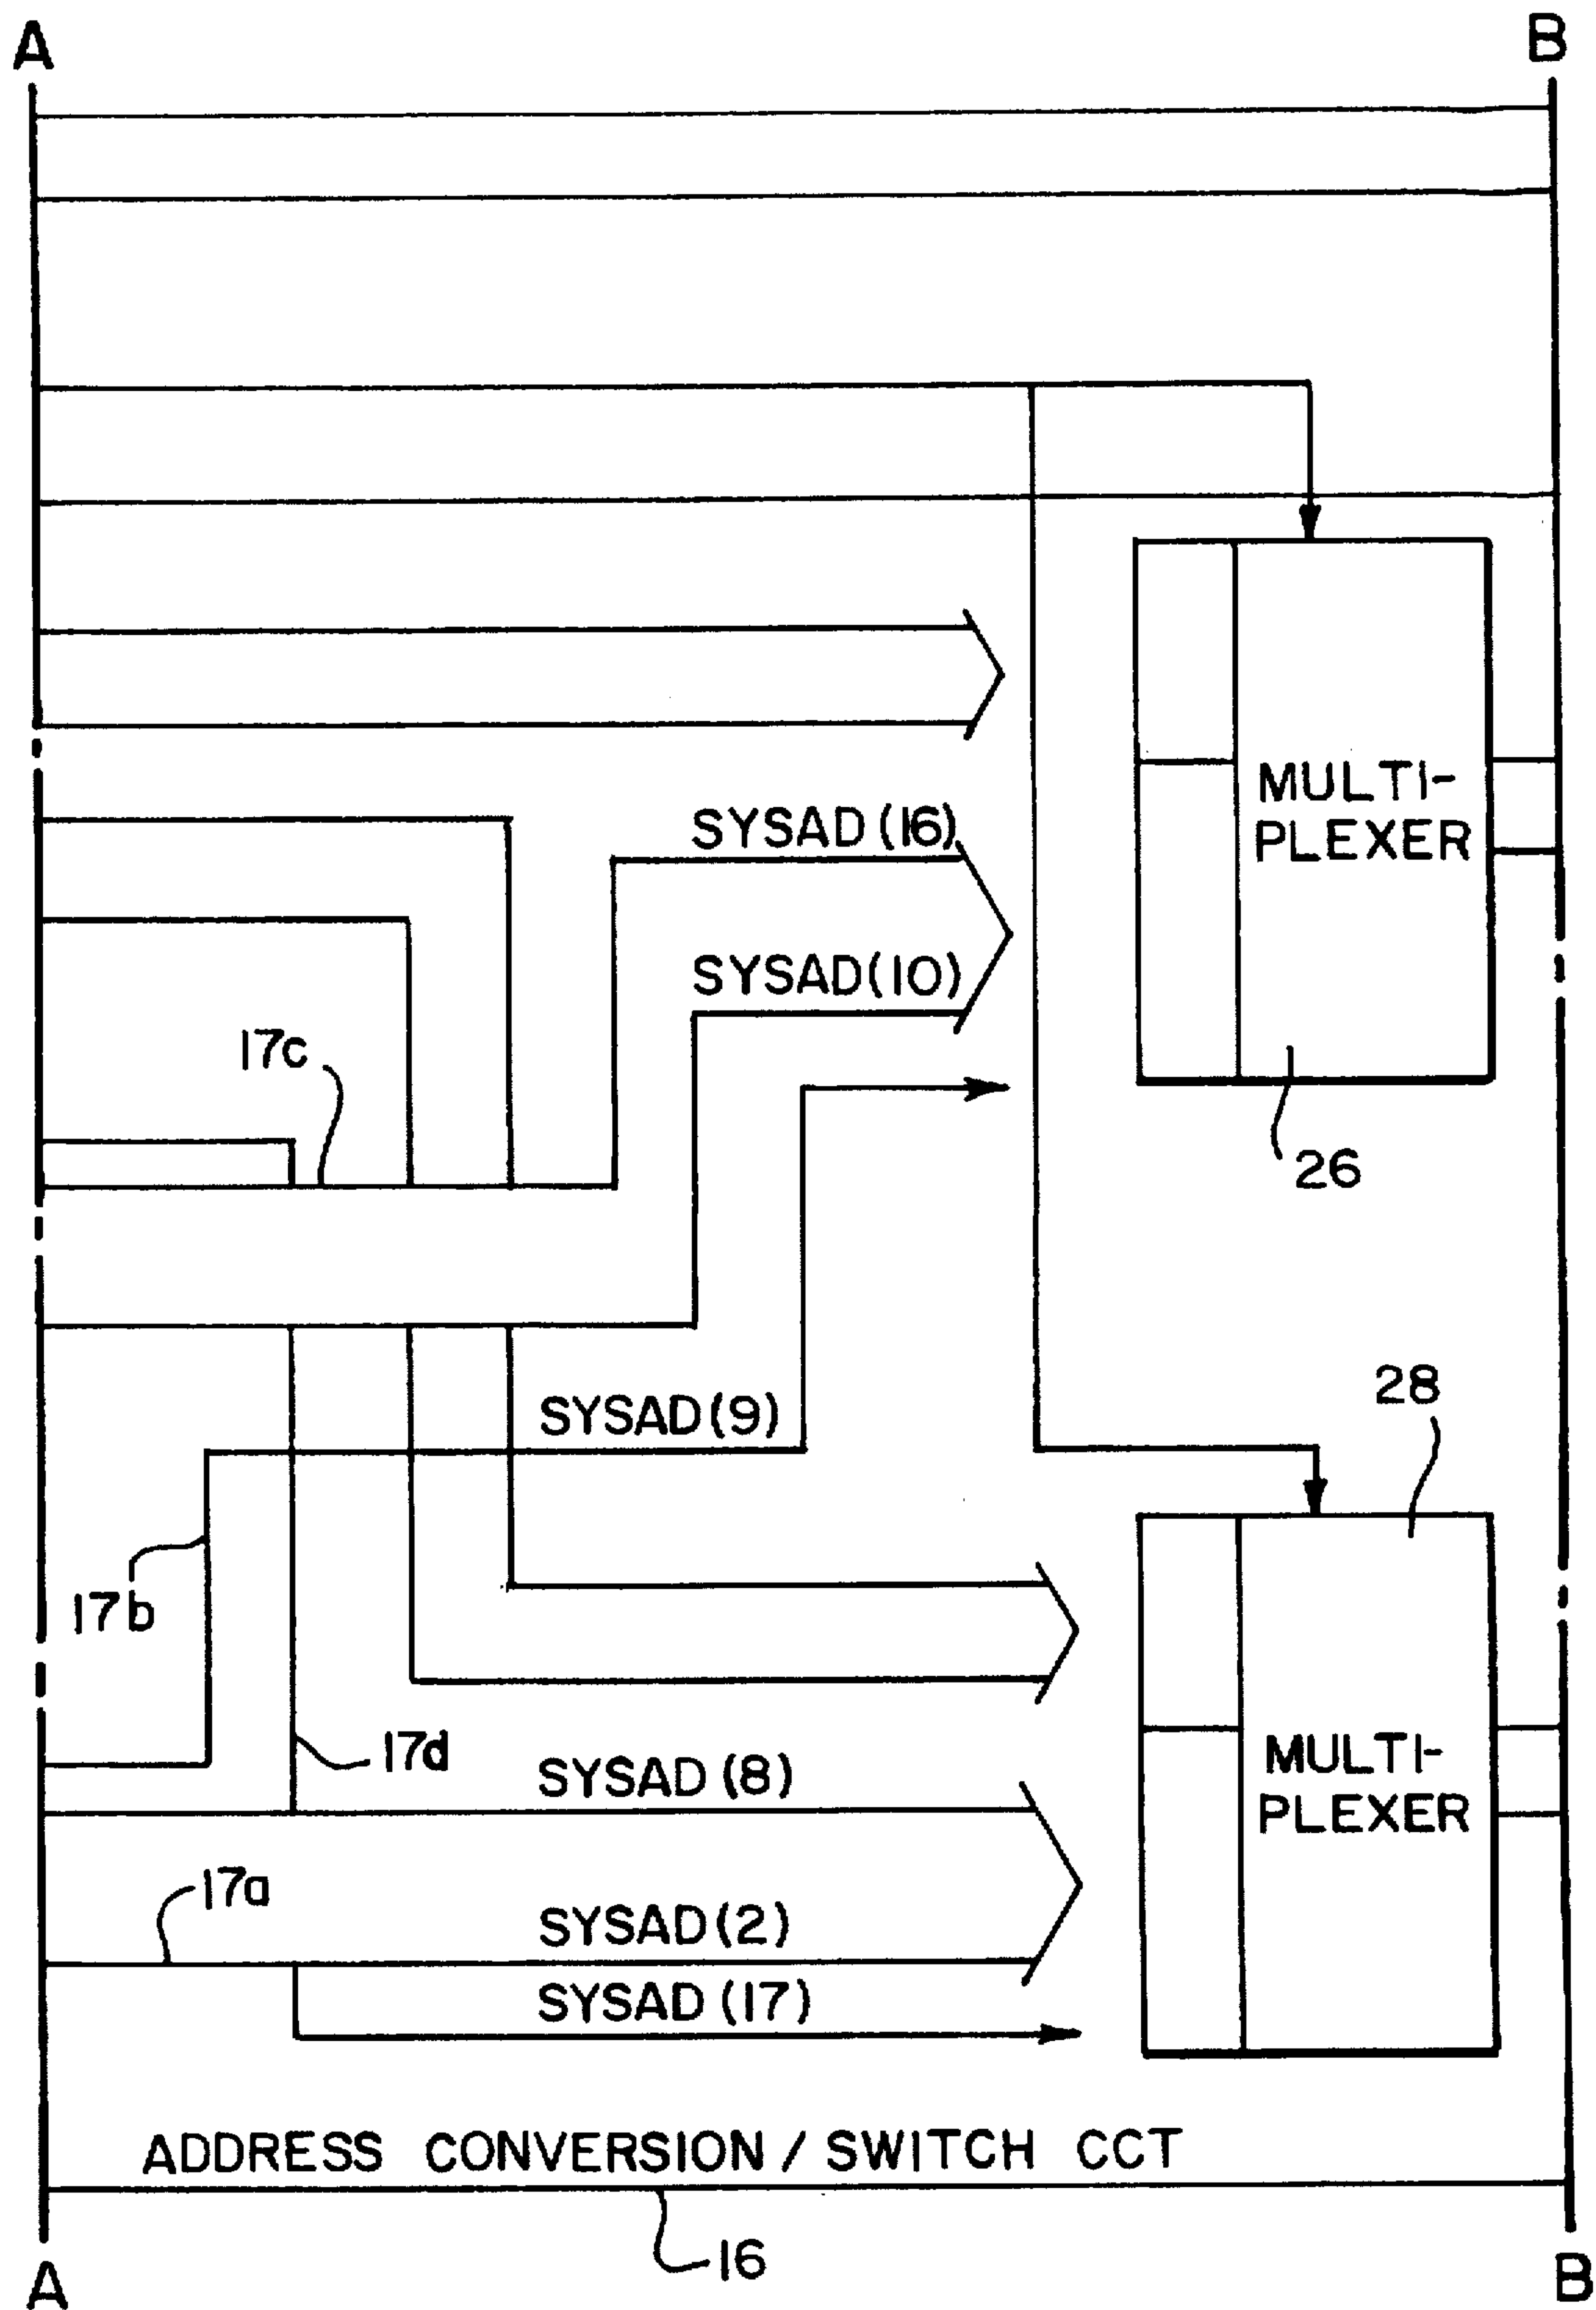 A
B
MULTI-
PLEXER
SYSAD (16)
SYSAD(10)
17c
26
SYSAD(9)
28
17b
17d
SYSAD (8)
MULTI-
PLEXER
17a
SYSAD(2)
SYSAD (17)
ADDRESS CONVERSION / SWITCH CCT
16
A
B